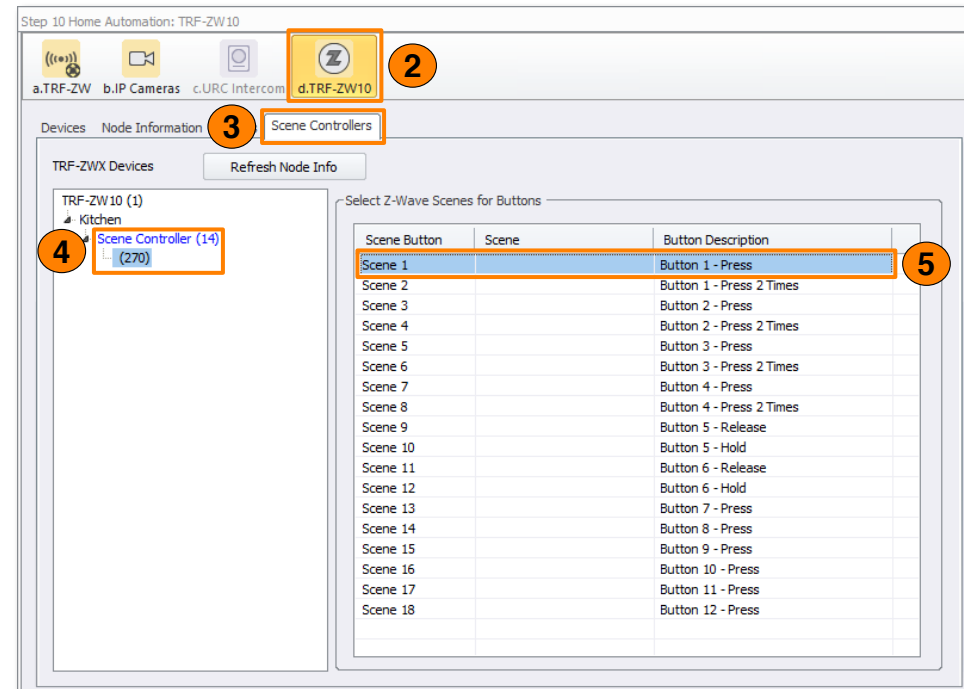 Step 10 Home Automation: TRF-ZW10
a.TRF-ZW b.IP Cameras c.URC Intercom d.TRF-ZW10 2
Devices Node Information 3 Scene Controllers
TRF-ZWX Devices Refresh Node Info
TRF-ZW10 (1)
Kitchen
Scene Controller (14)
(270)
4
Select Z-Wave Scenes for Buttons
Scene Button Scene Button Description
Scene 1 Button 1 - Press 5
Scene 2 Button 1 - Press 2 Times
Scene 3 Button 2 - Press
Scene 4 Button 2 - Press 2 Times
Scene 5 Button 3 - Press
Scene 6 Button 3 - Press 2 Times
Scene 7 Button 4 - Press
Scene 8 Button 4 - Press 2 Times
Scene 9 Button 5 - Release
Scene 10 Button 5 - Hold
Scene 11 Button 6 - Release
Scene 12 Button 6 - Hold
Scene 13 Button 7 - Press
Scene 14 Button 8 - Press
Scene 15 Button 9 - Press
Scene 16 Button 10 - Press
Scene 17 Button 11 - Press
Scene 18 Button 12 - Press